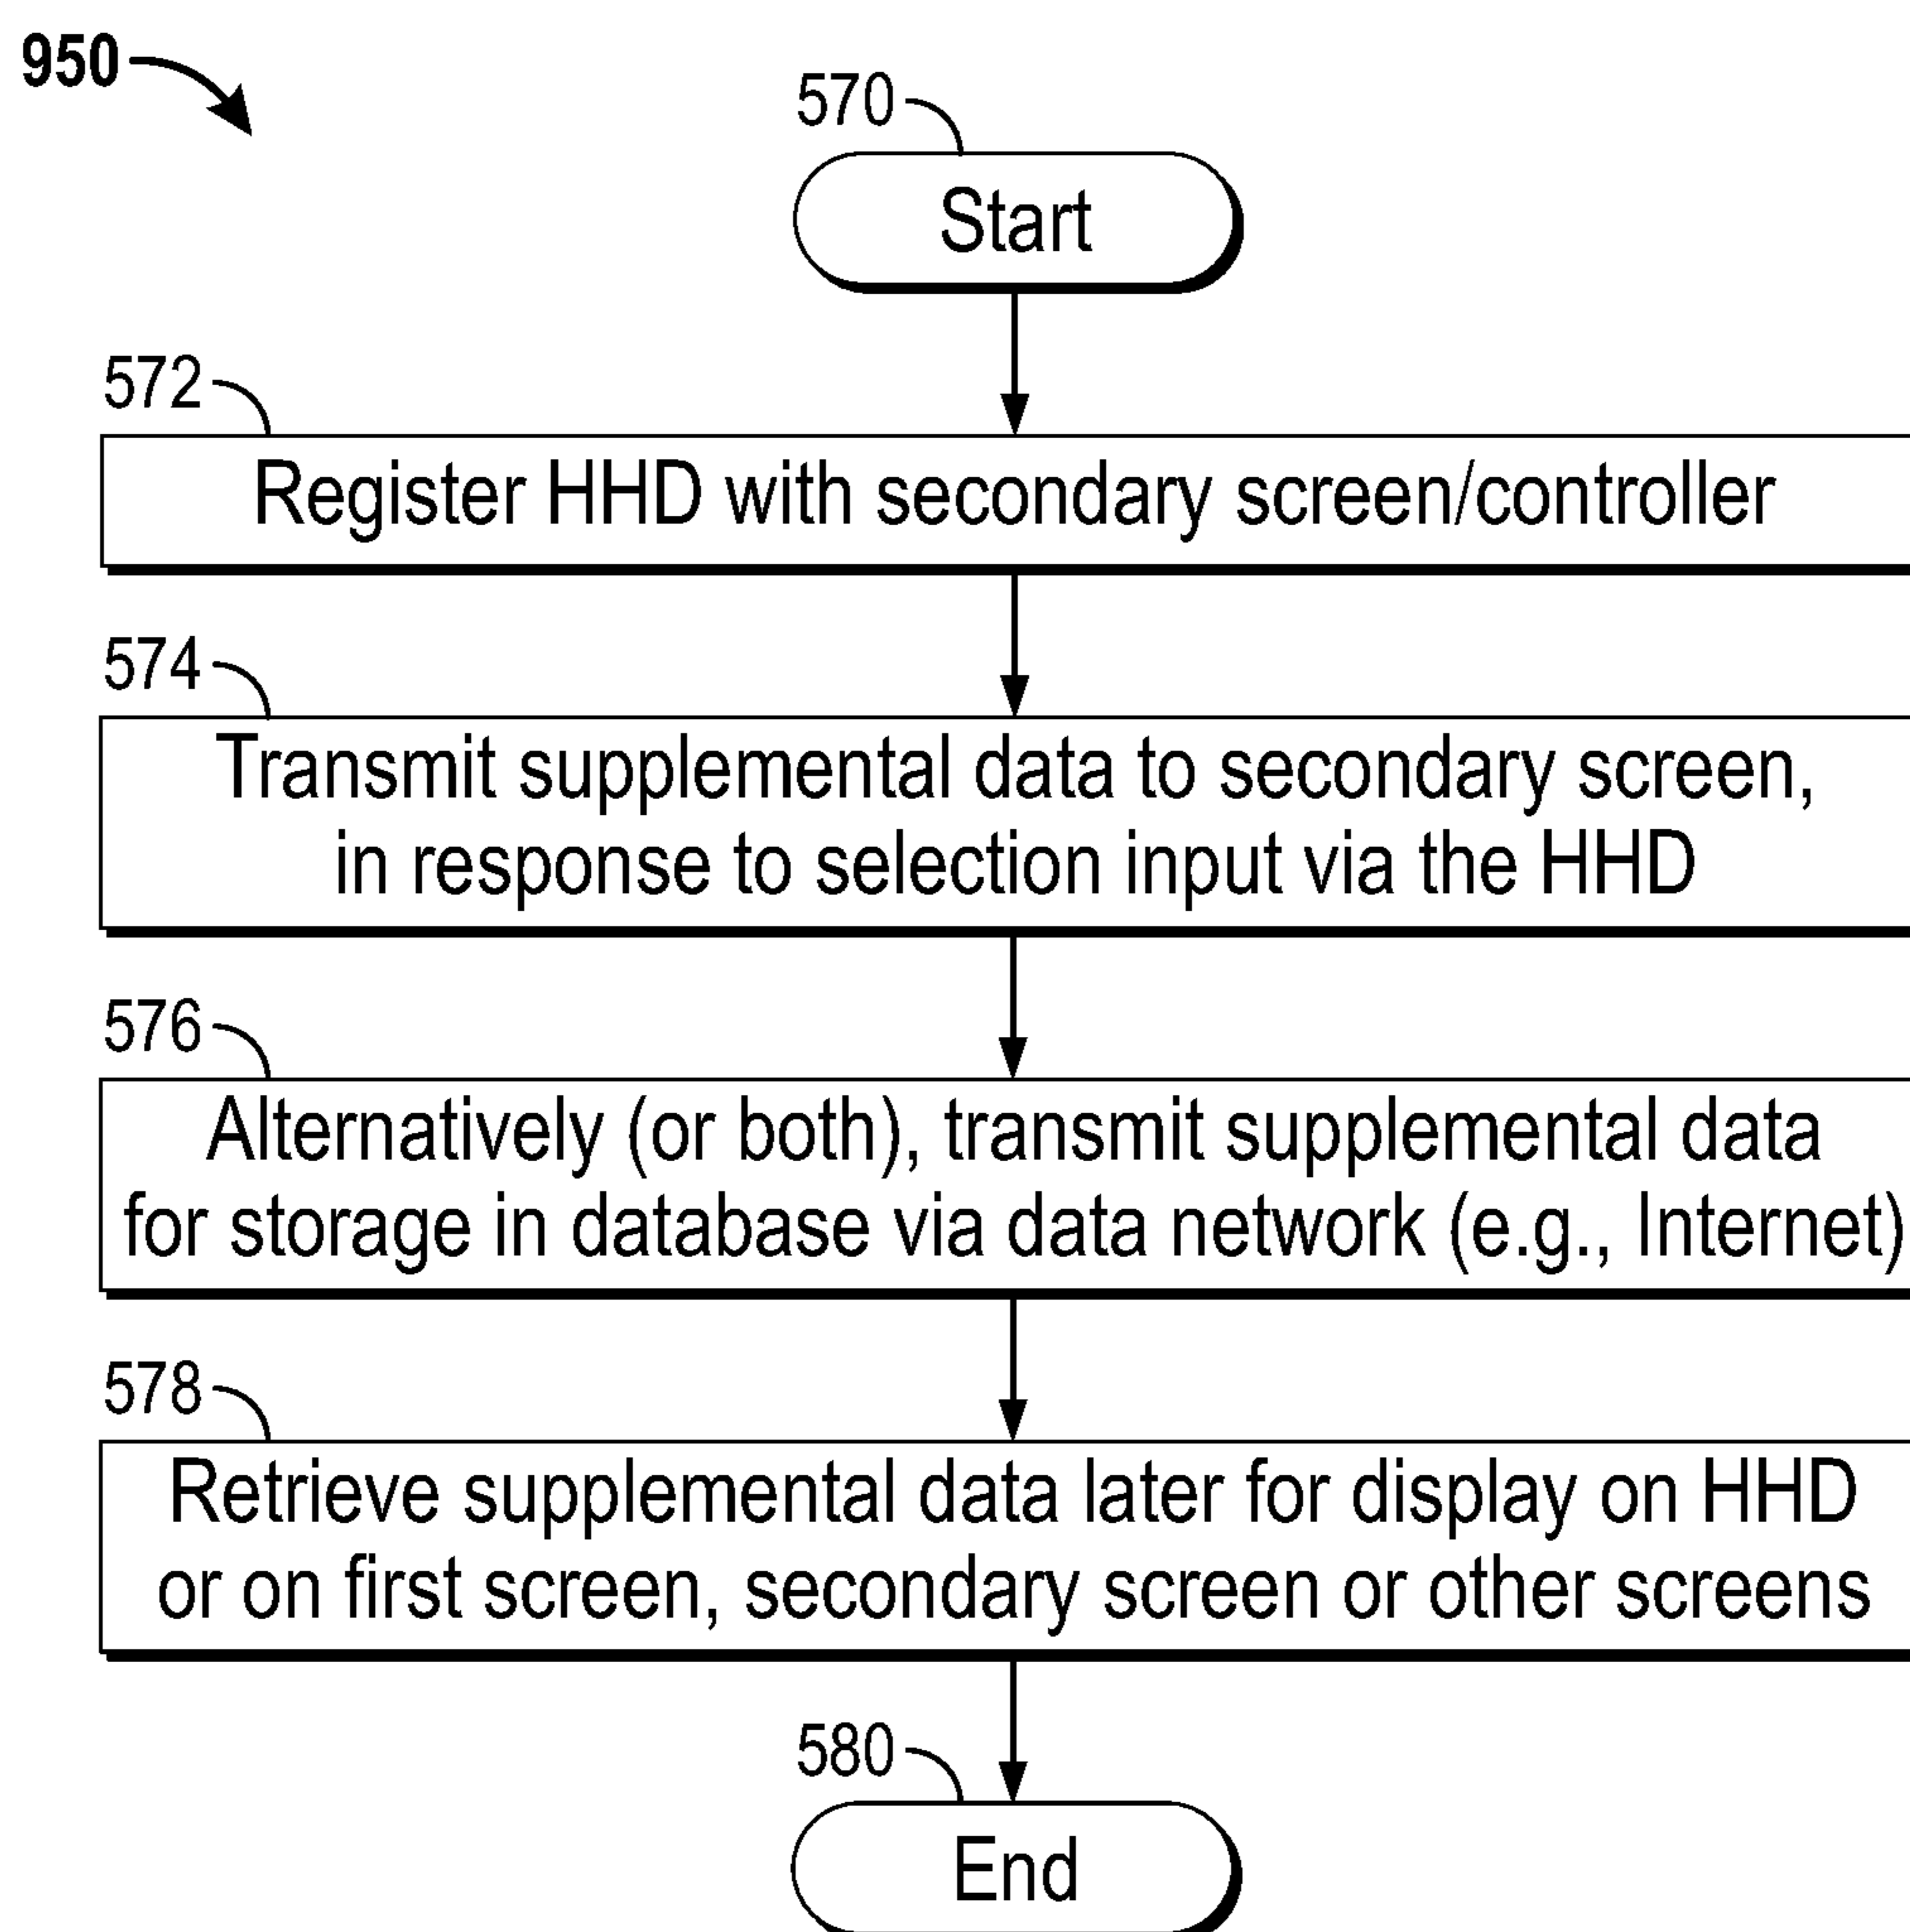 950
570
Start
572
Register HHD with secondary screen/controller
574
Transmit supplemental data to secondary screen,
in response to selection input via the HHD
576
Alternatively (or both), transmit supplemental data
for storage in database via data network (e.g., Internet)
578
Retrieve supplemental data later for display on HHD
or on first screen, secondary screen or other screens
580
End